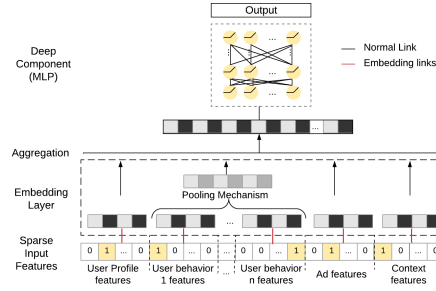 Output
Deep
Component
(MLP)
...
...
...
Normal Link
Embedding links
...
Aggregation
Embedding
Layer
Pooling Mechanism
...
Sparse
Input
Features
0 1 ... 0
1 0 ... 0
...
0 0 ... 1
0 1 ... 0
1 0 ... 0
User Profile
features
User behavior
1 features
...
User behavior
n features
Ad features
Context
features